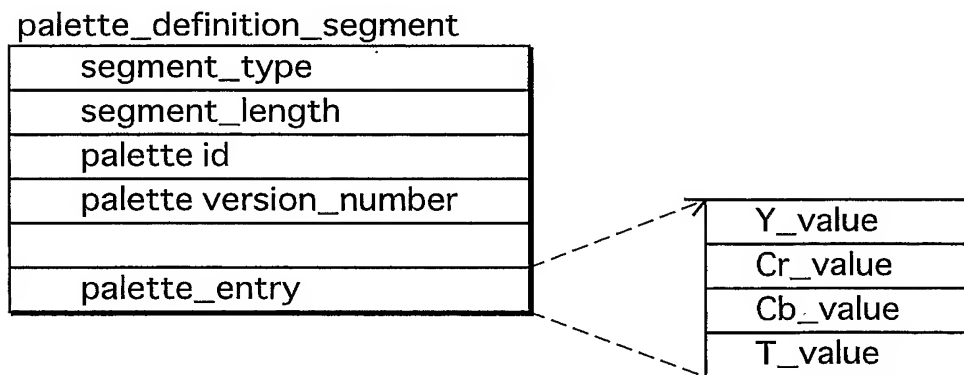 palette_definition_segment
segment_type
segment_length
palette id
palette version_number
palette_entry
Y_value
Cr_value
Cb_value
T_value